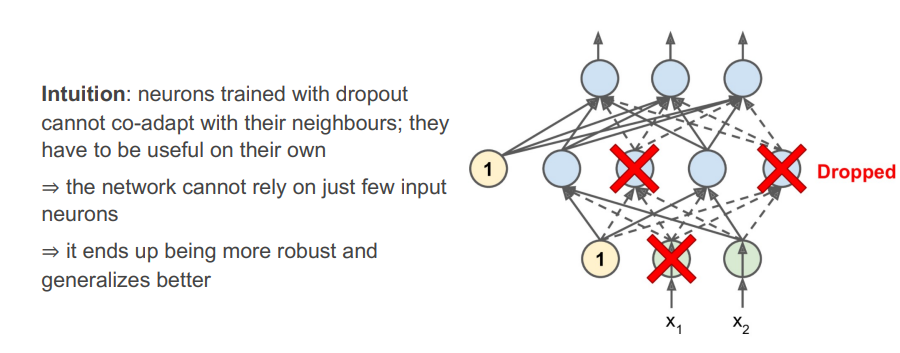 Intuition: neurons trained with dropout
cannot co-adapt with their neighbours; they
have to be useful on their own
⇒ the network cannot rely on just few input
neurons
⇒ it ends up being more robust and
generalizes better
1
Dropped
1
x₁
x₂